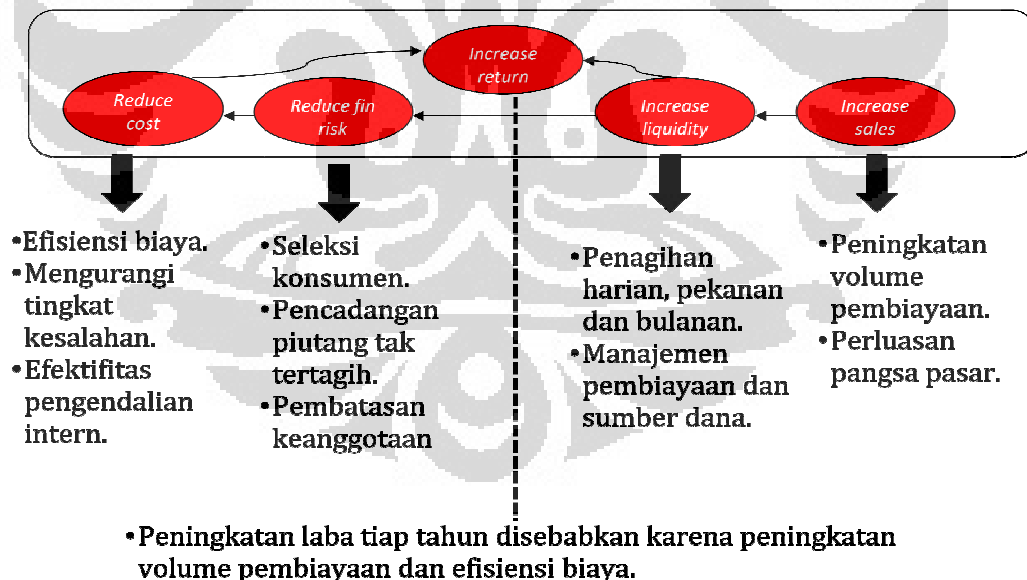 Increase
return
Reduce
cost
Reduce fin
risk
Increase
liquidity
Increase
sales
•Efisiensi biaya.
•Mengurangi
tingkat
kesalahan.
•Efektifitas
pengendalian
intern.
•Seleksi
konsumen.
•Pencadangan
piutang tak
tertagih.
•Pembatasan
keanggotaan
•Penagihan
harian, pekanan
dan bulanan.
•Manajemen
pembiayaan dan
sumber dana.
•Peningkatan
volume
pembiayaan.
•Perluasan
pangsa pasar.
•Peningkatan laba tiap tahun disebabkan karena peningkatan
volume pembiayaan dan efisiensi biaya.